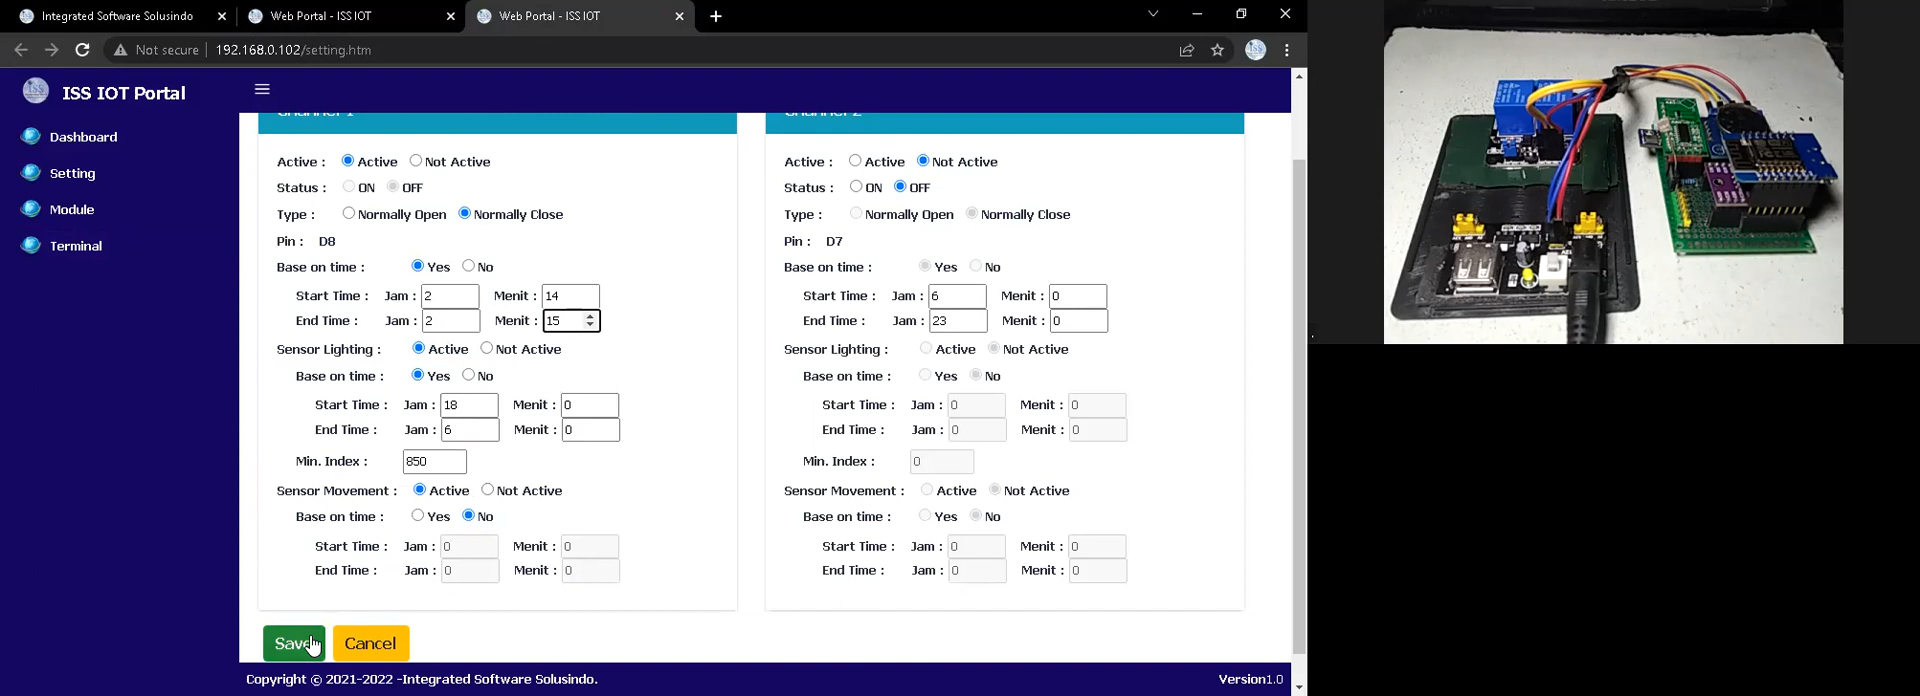 Integrated Software Solusindo
Web Portal - ISS IOT
Web Portal - ISS IOT
Not secure
192.168.0.102/setting.htm
ISS IOT Portal
Dashboard
Setting
Module
Terminal
Channel 1
Active : Active Not Active
Status : ON OFF
Type : Normally Open Normally Close
Pin : D8
Base on time : Yes No
Start Time : Jam : 2 Menit : 14
End Time : Jam : 2 Menit : 15
Sensor Lighting : Active Not Active
Base on time : Yes No
Start Time : Jam : 18 Menit : 0
End Time : Jam : 6 Menit : 0
Min. Index : 850
Sensor Movement : Active Not Active
Base on time : Yes No
Start Time : Jam : 0 Menit : 0
End Time : Jam : 0 Menit : 0
Channel 2
Active : Active Not Active
Status : ON OFF
Type : Normally Open Normally Close
Pin : D7
Base on time : Yes No
Start Time : Jam : 6 Menit : 0
End Time : Jam : 23 Menit : 0
Sensor Lighting : Active Not Active
Base on time : Yes No
Start Time : Jam : 0 Menit : 0
End Time : Jam : 0 Menit : 0
Min. Index : 0
Sensor Movement : Active Not Active
Base on time : Yes No
Start Time : Jam : 0 Menit : 0
End Time : Jam : 0 Menit : 0
Save Cancel
Copyright © 2021-2022 -Integrated Software Solusindo.
Version1.0